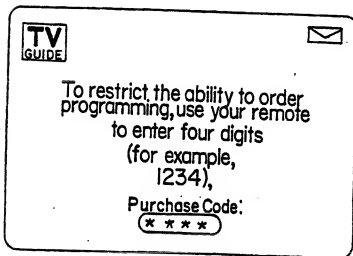 TV
GUIDE
To restrict the ability to order
programming, use your remote
to enter four digits
(for example,
1234),
Purchase Code:
* * * *